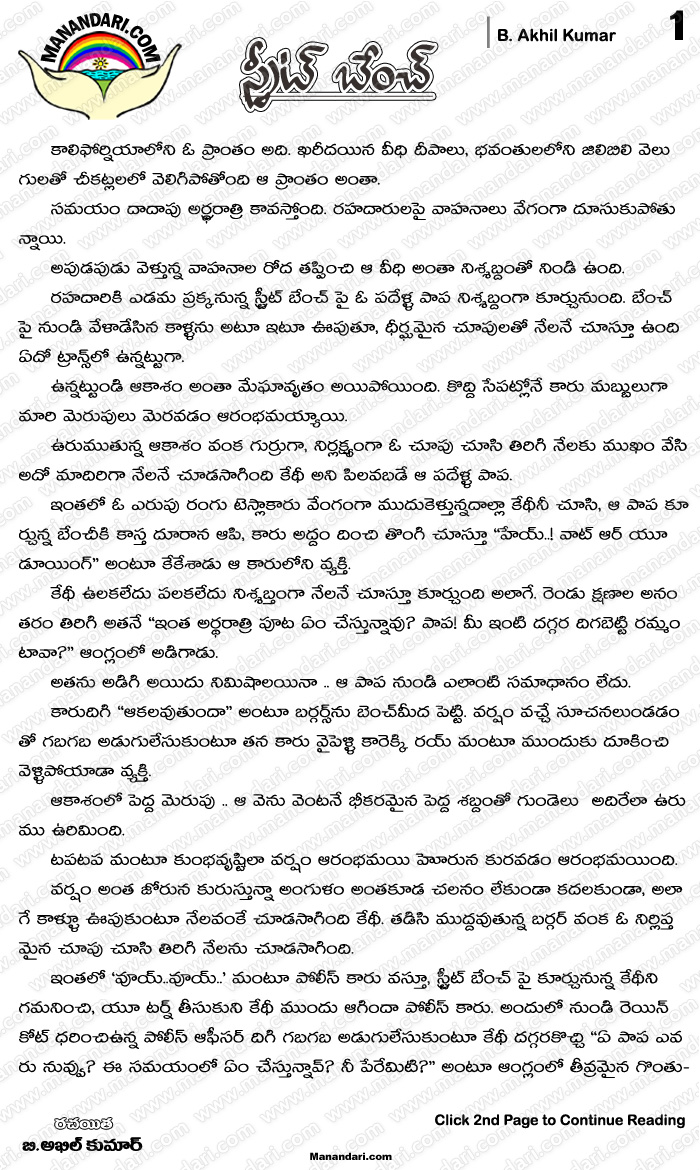 MANANDARI.COM
స్ట్రీట్ బేంచ్
B. Akhil Kumar
1
కాలిఫోర్నియాలోని ఓ ప్రాంతం అది. ఖరీదయిన వీధి దీపాలు, భవంతులలోని జిలిబిలి వెలు
గులతో చీకట్లలలో వెలిగిపోతోంది ఆ ప్రాంతం అంతా.
సమయం దాదాపు అర్థరాత్రి కావస్తోంది. రహదారులపై వాహనాలు వేగంగా దూసుకుపోతు
న్నాయి.
అపుడపుడు వెళ్తున్న వాహనాల రోద తప్పించి ఆ వీధి అంతా నిశ్శబ్దంతో నిండి ఉంది.
రహదారికి ఎడమ ప్రక్కనున్న స్ట్రీట్ బేంచ్ పై ఓ పదేళ్ళ పాప నిశ్శబ్దంగా కూర్చునుంది. బేంచ్
పై నుండి వేళాడేసిన కాళ్ళను అటూ ఇటూ ఊపుతూ, ధీర్ఘమైన చూపులతో నేలనే చూస్తూ ఉంది
ఏదో ట్రాన్స్‌లో ఉన్నట్టుగా.
ఉన్నట్టుండి ఆకాశం అంతా మేఘావృతం అయిపోయింది. కొద్ది సేపట్లోనే కారు మబ్బులుగా
మారి మెరుపులు మెరవడం ఆరంభమయ్యాయి.
ఉరుముతున్న ఆకాశం వంక గుర్రుగా, నిర్లక్ష్యంగా ఓ చూపు చూసి తిరిగి నేలకు ముఖం వేసి
అదో మాదిరిగా నేలనే చూడసాగింది కేథీ అని పిలవబడే ఆ పదేళ్ళ పాప.
ఇంతలో ఓ ఎరుపు రంగు టెస్లాకారు వేంగంగా ముదుకెళ్తున్నదాల్లా కేథీనీ చూసి, ఆ పాప కూ
ర్చున్న బేంచీకి కాస్త దూరాన ఆపి, కారు అద్దం దించి తొంగి చూస్తూ “హేయ్..! వాట్ ఆర్ యూ
డూయింగ్” అంటూ కేకేశాడు ఆ కారులోని వ్యక్తి.
కేథీ ఉలకలేదు పలకలేదు నిశ్శబ్తంగా నేలనే చూస్తూ కూర్చుంది అలాగే. రెండు క్షణాల అనం
తరం తిరిగి అతనే “ఇంత అర్థరాత్రి పూట ఏం చేస్తున్నావు? పాప! మీ ఇంటి దగ్గర దిగబెట్టి రమ్మం
టావా?” ఆంగ్లంలో అడిగాడు.
అతను అడిగి అయిదు నిమిషాలయినా .. ఆ పాప నుండి ఎలాంటి సమాధానం లేదు.
కారుదిగి “ఆకలవుతుందా” అంటూ బర్గర్స్‌ను బెంచ్‌మీద పెట్టి. వర్షం వచ్చే సూచనలుండడం
తో గబగబ అడుగులేసుకుంటూ తన కారు వైపెళ్ళి కారెక్కి రయ్ మంటూ ముందుకు దూకించి
వెళ్ళిపోయాడా వ్యక్తి.
ఆకాశంలో పెద్ద మెరుపు .. ఆ వెను వెంటనే భీకరమైన పెద్ద శబ్దంతో గుండెలు అదిరేలా ఉరు
ము ఉరిమింది.
టపటప మంటూ కుంభవృష్టిలా వర్షం ఆరంభమయి హెూరున కురవడం ఆరంభమయింది.
వర్షం అంత జోరున కురుస్తున్నా అంగుళం అంతకూడ చలనం లేకుండా కదలకుండా, అలా
గే కాళ్ళూ ఊపుకుంటూ నేలవంకే చూడసాగింది కేథీ. తడిసి ముద్దవుతున్న బర్గర్ వంక ఓ నిర్లిప్త
మైన చూపు చూసి తిరిగి నేలను చూడసాగింది.
ఇంతలో ‘వూయ్..వూయ్..’ మంటూ పోలీస్ కారు వస్తూ, స్ట్రీట్ బేంచ్ పై కూర్చునున్న కేథీని
గమనించి, యూ టర్న్ తీసుకుని కేథీ ముందు ఆగిందా పోలీస్ కారు. అందులో నుండి రెయిన్
కోట్ ధరించిఉన్న పోలీస్ ఆఫీసర్ దిగి గబగబ అడుగులేసుకుంటూ కేథీ దగ్గరకొచ్చి “ఏ పాప ఎవ
రు నువ్వు? ఈ సమయంలో ఏం చేస్తున్నావ్? నీ పేరేమిటి?” అంటూ ఆంగ్లంలో తీవ్రమైన గొంతు-
రచయిత
బి.అఖిల్ కుమార్
Click 2nd Page to Continue Reading
Manandari.com